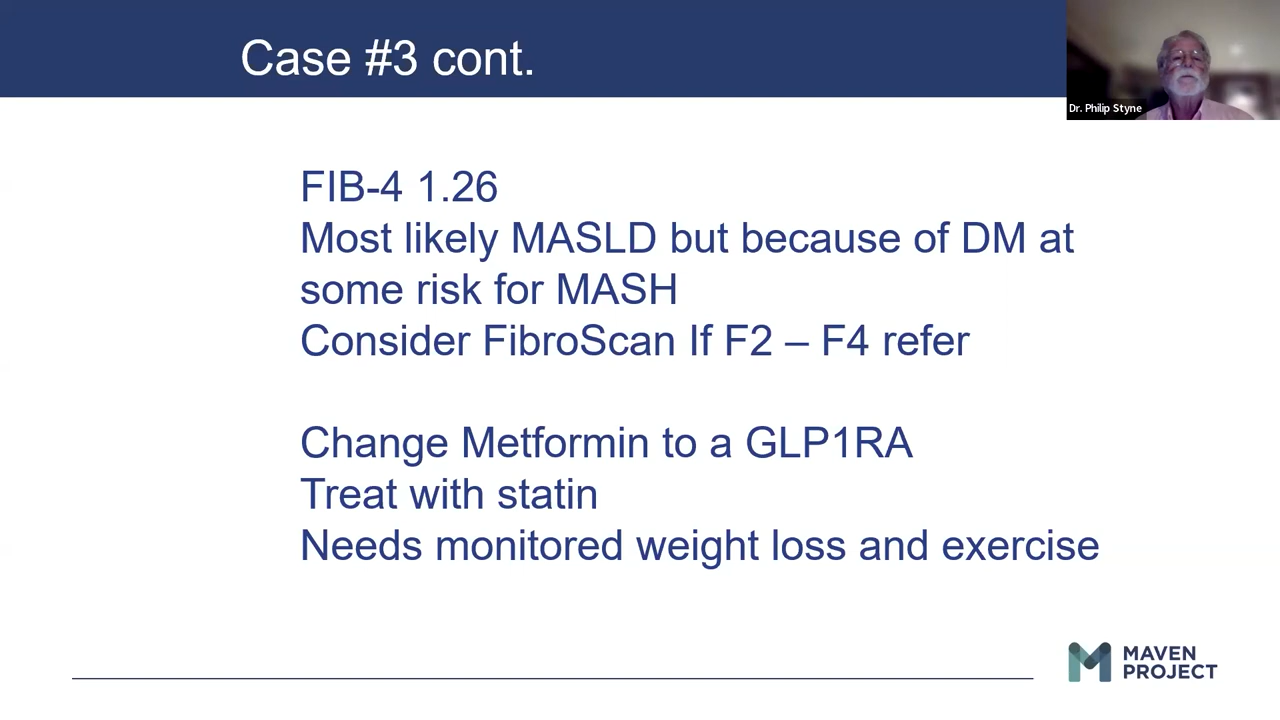 Case #3 cont.
Dr. Philip Styne
FIB-4 1.26
Most likely MASLD but because of DM at
some risk for MASH
Consider FibroScan If F2 – F4 refer
Change Metformin to a GLP1RA
Treat with statin
Needs monitored weight loss and exercise
MAVEN
PROJECT